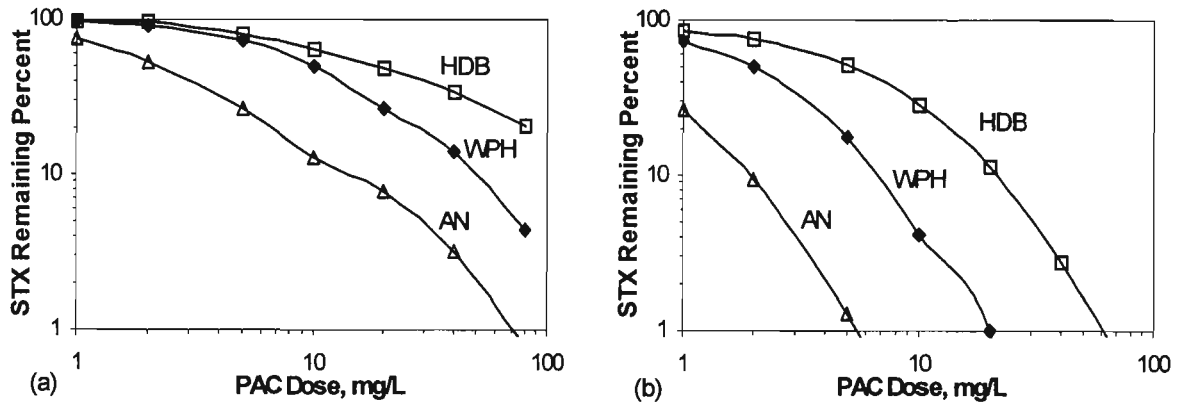 STX Remaining Percent
100
10
1
HDB
WPH
AN
1
10
100
PAC Dose, mg/L
(a)
STX Remaining Percent
100
10
1
HDB
WPH
AN
1
10
100
PAC Dose, mg/L
(b)